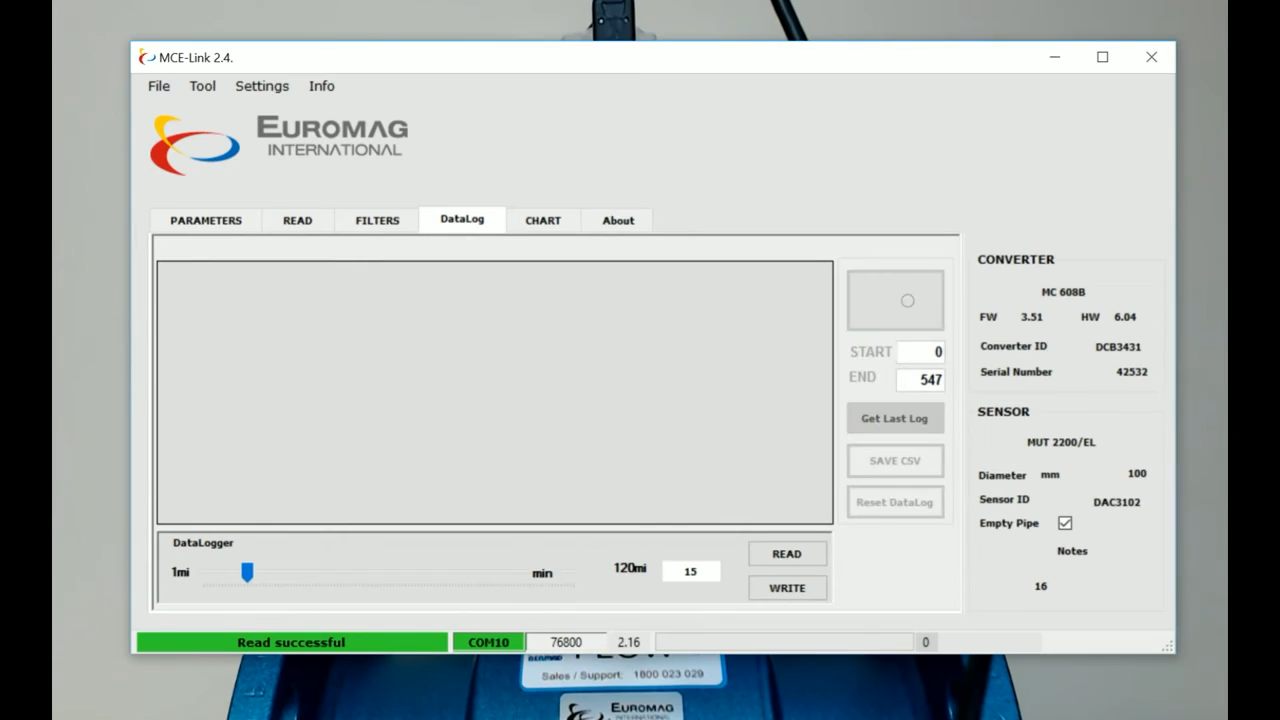 MCE-Link 2.4.
File Tool Settings Info
EUROMAG
INTERNATIONAL
PARAMETERS READ FILTERS DataLog CHART About
START 0
END 547
Get Last Log
SAVE CSV
Reset DataLog
DataLogger
1mi min 120mi 15
READ
WRITE
CONVERTER
MC 608B
FW 3.51 HW 6.04
Converter ID DCB3431
Serial Number 42532
SENSOR
MUT 2200/EL
Diameter mm 100
Sensor ID DAC3102
Empty Pipe
Notes
16
Read successful COM10 76800 2.16 0
Sales / Support: 1800 023 029
EUROMAG